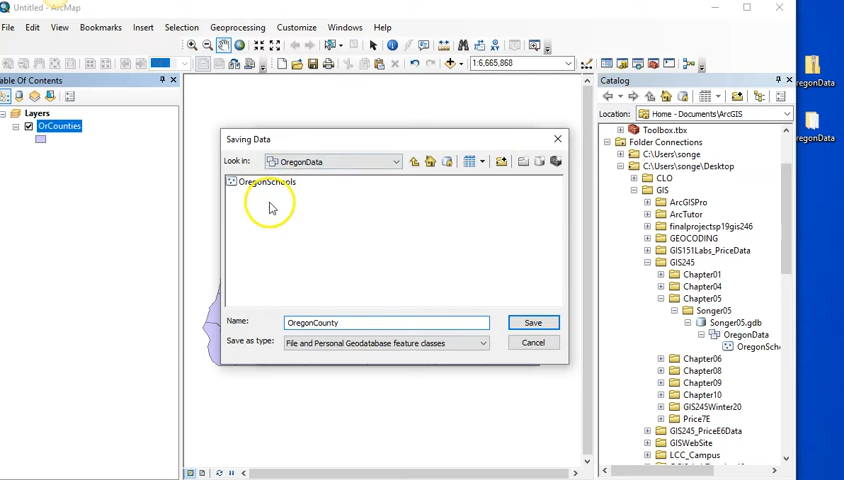 Untitled - ArcMap
File Edit View Bookmarks Insert Selection Geoprocessing Customize Windows Help
1:6,665,868
Table Of Contents
Layers
OrCounties
Saving Data
Look in: OregonData
OregonSchools
Name: OregonCounty
Save as type: File and Personal Geodatabase feature classes
Save
Cancel
Catalog
Location: Home - Documents\ArcGIS
Toolbox.tbx
Folder Connections
C:\Users\songe
C:\Users\songe\Desktop
CLO
GIS
ArcGISPro
ArcTutor
finalprojectsp19gis246
GEOCODING
GIS151Labs_PriceData
GIS245
Chapter01
Chapter04
Chapter05
Songer05
Songer05.gdb
OregonData
OregonSch
Chapter06
Chapter08
Chapter09
Chapter10
GIS245Winter20
Price7E
GIS245_PriceE6Data
GISWebSite
LCC_Campus
regonData
regonData